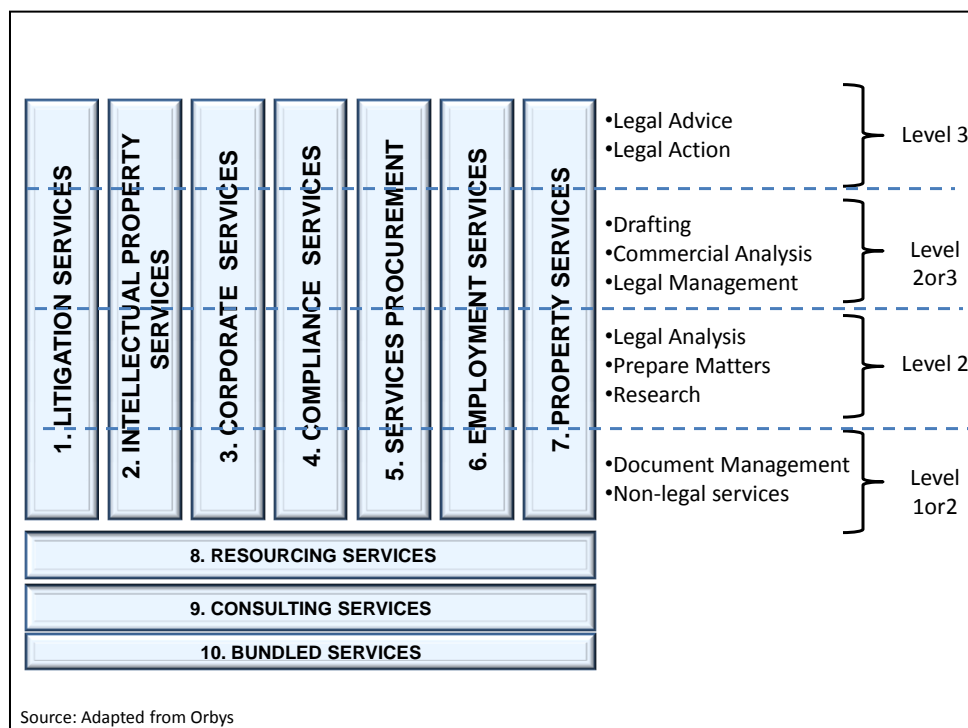 1. LITIGATION SERVICES
2. INTELLECTUAL PROPERTY
SERVICES
3. CORPORATE  SERVICES
4. COMPLIANCE  SERVICES
5. SERVICES PROCUREMENT
6. EMPLOYMENT SERVICES
7. PROPERTY SERVICES
•Legal Advice
•Legal Action
Level 3
•Drafting
•Commercial Analysis
•Legal Management
Level
2or3
•Legal Analysis
•Prepare Matters
•Research
Level 2
•Document Management
•Non-legal services
Level
1or2
8. RESOURCING SERVICES
9. CONSULTING SERVICES
10. BUNDLED SERVICES
Source: Adapted from Orbys